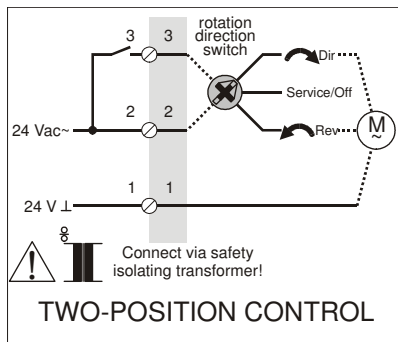 rotation
direction
switch
3 3
Dir
Service/Off
2 2
24 Vac~
Rev
M
~
1 1
24 V ⊥
Connect via safety
isolating transformer!
TWO-POSITION CONTROL